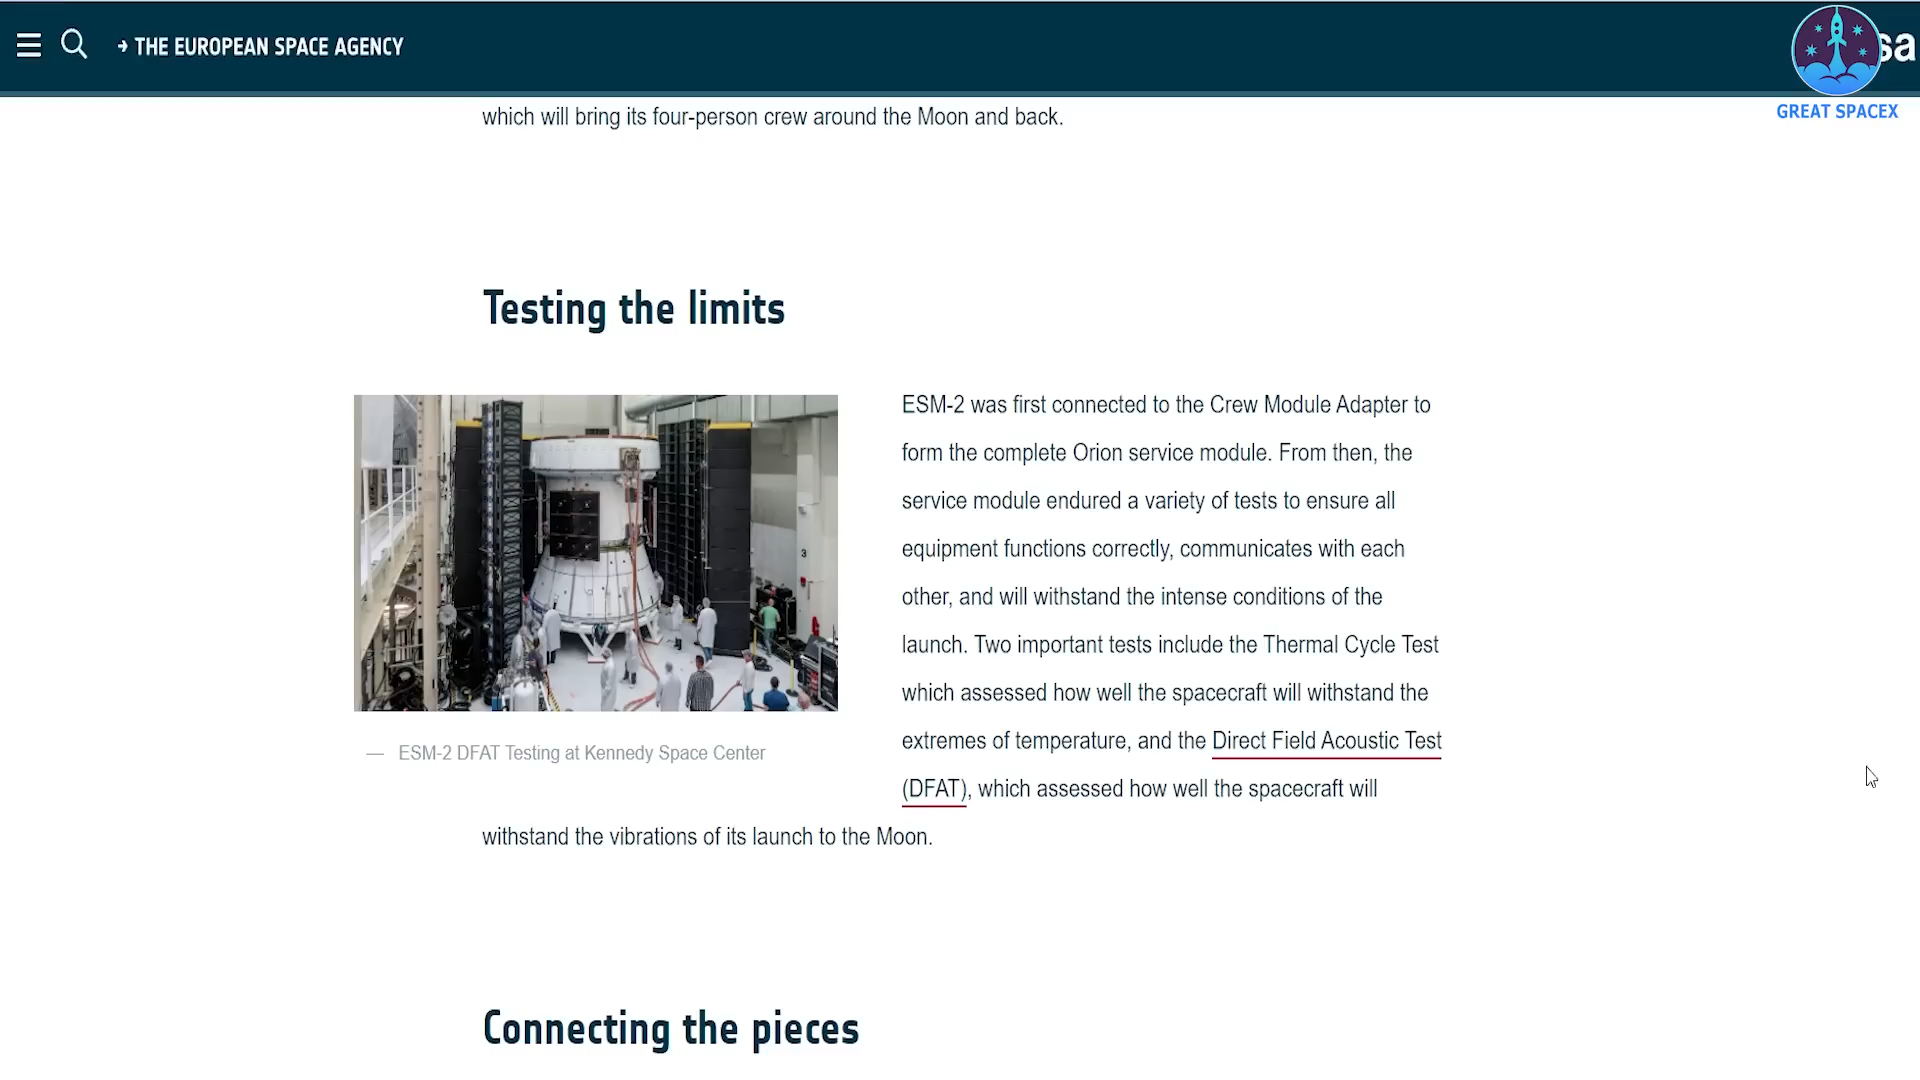 → THE EUROPEAN SPACE AGENCY
sa
GREAT SPACEX
which will bring its four-person crew around the Moon and back.
Testing the limits
ESM-2 was first connected to the Crew Module Adapter to
form the complete Orion service module. From then, the
service module endured a variety of tests to ensure all
equipment functions correctly, communicates with each
other, and will withstand the intense conditions of the
launch. Two important tests include the Thermal Cycle Test
which assessed how well the spacecraft will withstand the
extremes of temperature, and the Direct Field Acoustic Test
(DFAT), which assessed how well the spacecraft will
withstand the vibrations of its launch to the Moon.
3
— ESM-2 DFAT Testing at Kennedy Space Center
Connecting the pieces